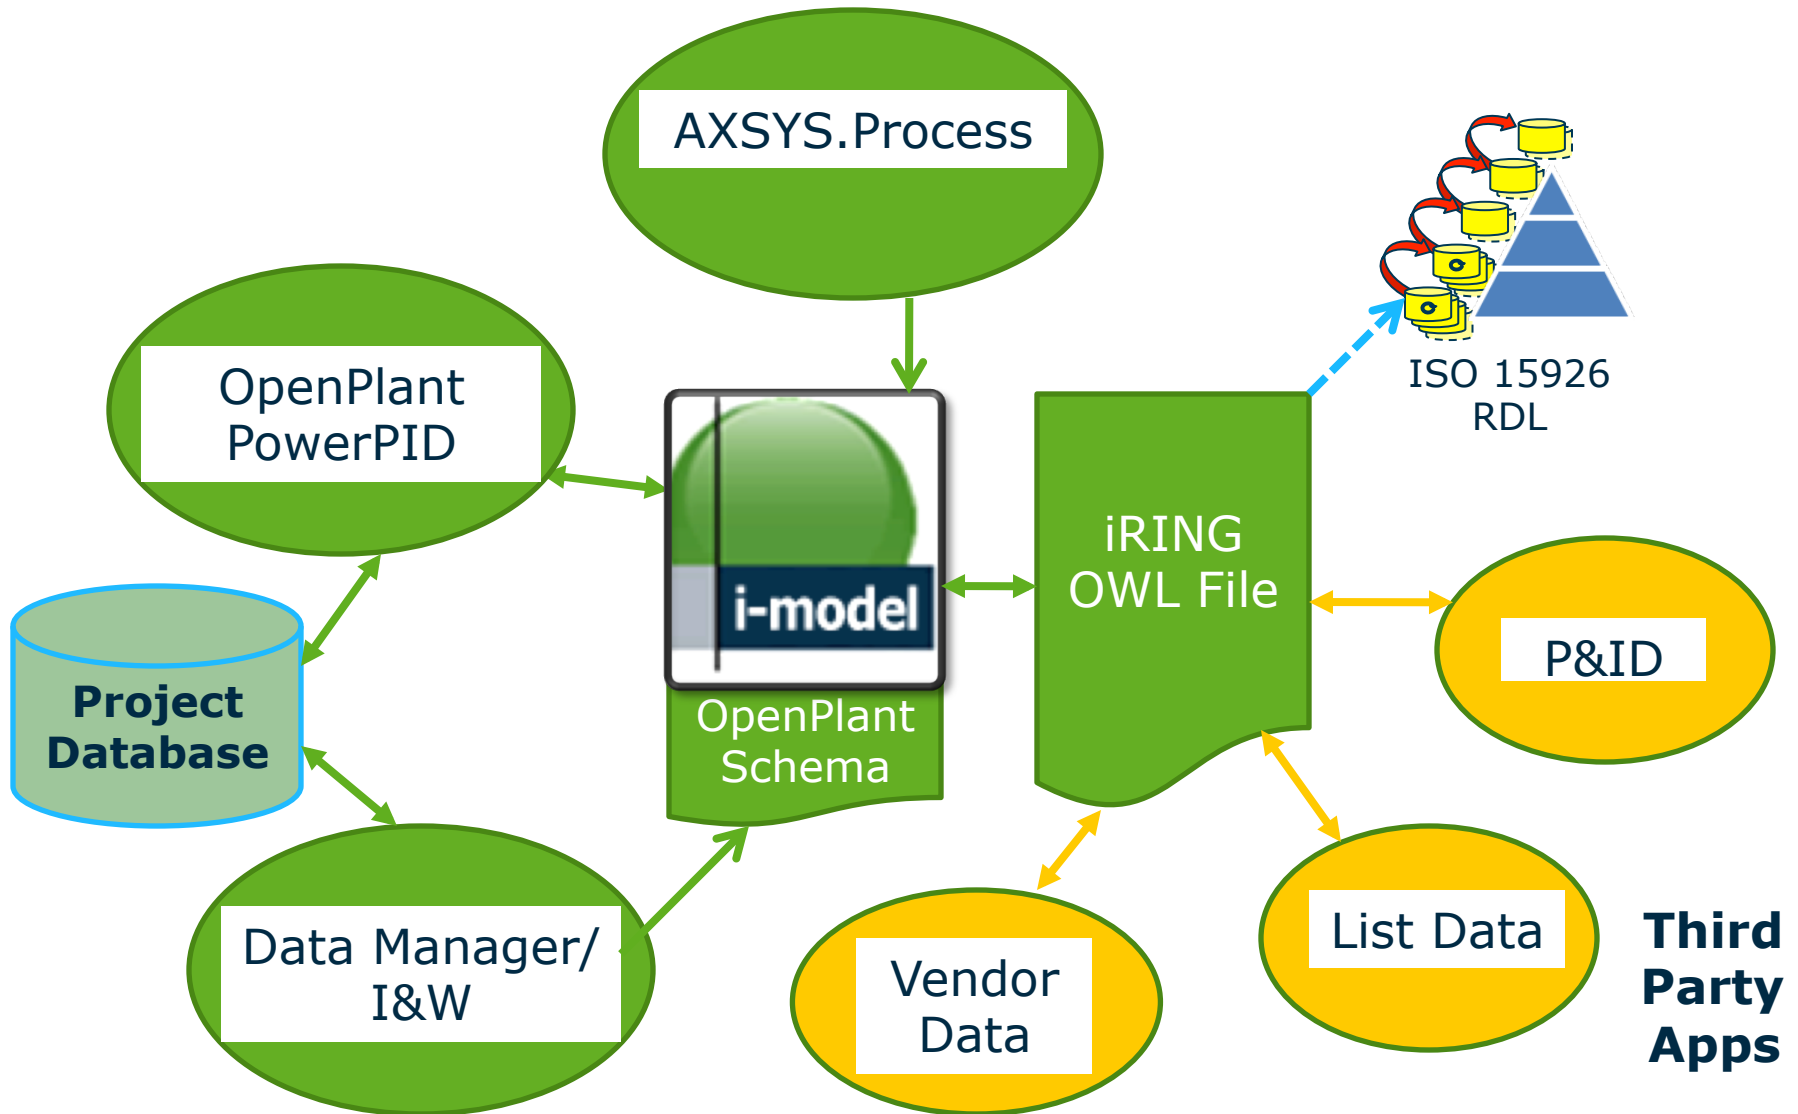 AXSYS.Process
OpenPlant
PowerPID
ISO 15926
RDL
i-model
iRING
OWL File
P&ID
Project
Database
OpenPlant
Schema
Data Manager/
I&W
Vendor
Data
List Data
Third
Party
Apps